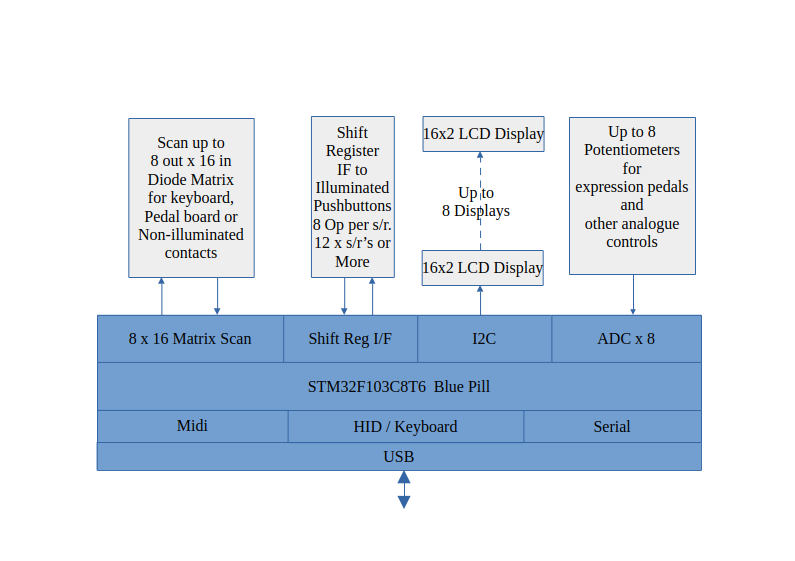 Scan up to
8 out x 16 in
Diode Matrix
for keyboard,
Pedal board or
Non-illuminated
contacts
Shift
Register
IF to
Illuminated
Pushbuttons
8 Op per s/r.
12 x s/r’s or
More
16x2 LCD Display
Up to
8 Displays
16x2 LCD Display
Up to 8
Potentiometers
for
expression pedals
and
other analogue
controls
8 x 16 Matrix Scan
Shift Reg I/F
I2C
ADC x 8
STM32F103C8T6 Blue Pill
Midi
HID / Keyboard
Serial
USB